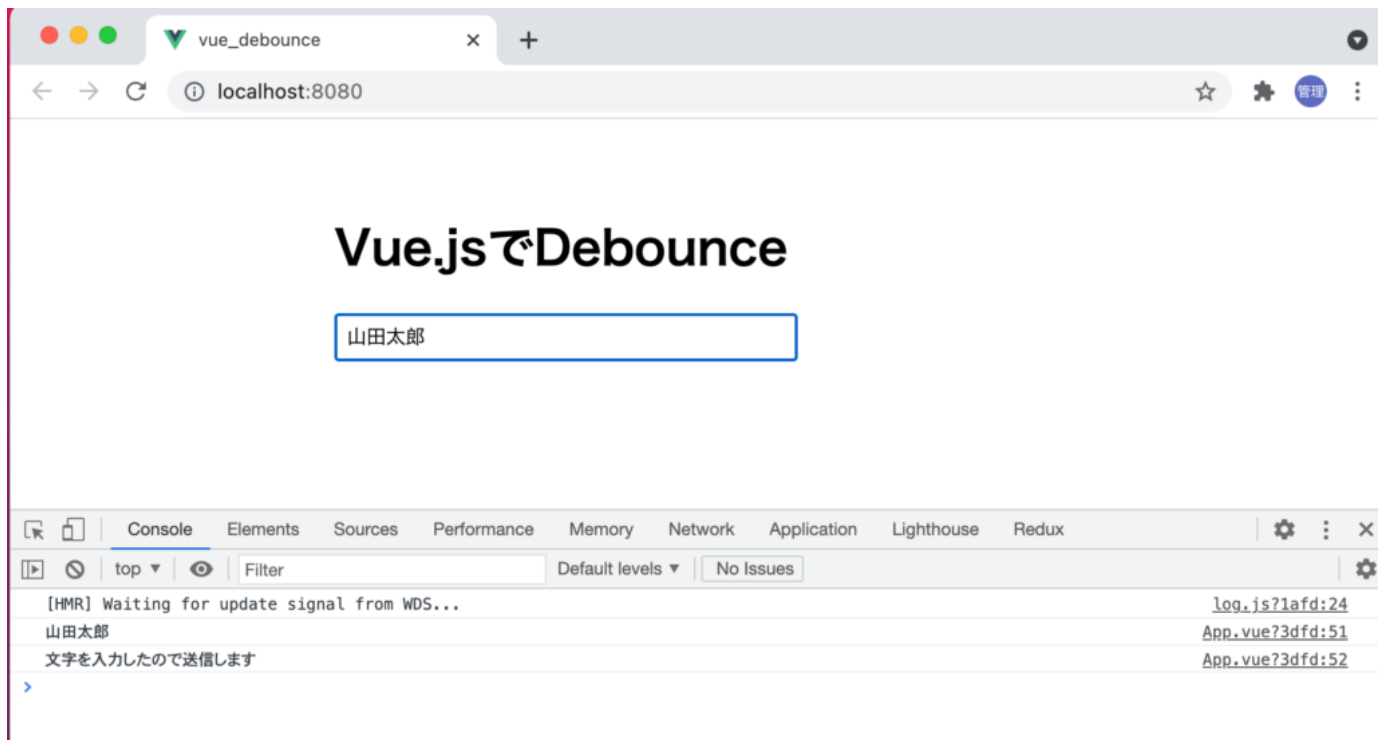 vue_debounce
localhost:8080
管理
Vue.jsでDebounce
山田太郎
Console Elements Sources Performance Memory Network Application Lighthouse Redux
top Filter Default levels No Issues
[HMR] Waiting for update signal from WDS... log.js?1afd:24
山田太郎 App.vue?3dfd:51
文字を入力したので送信します App.vue?3dfd:52